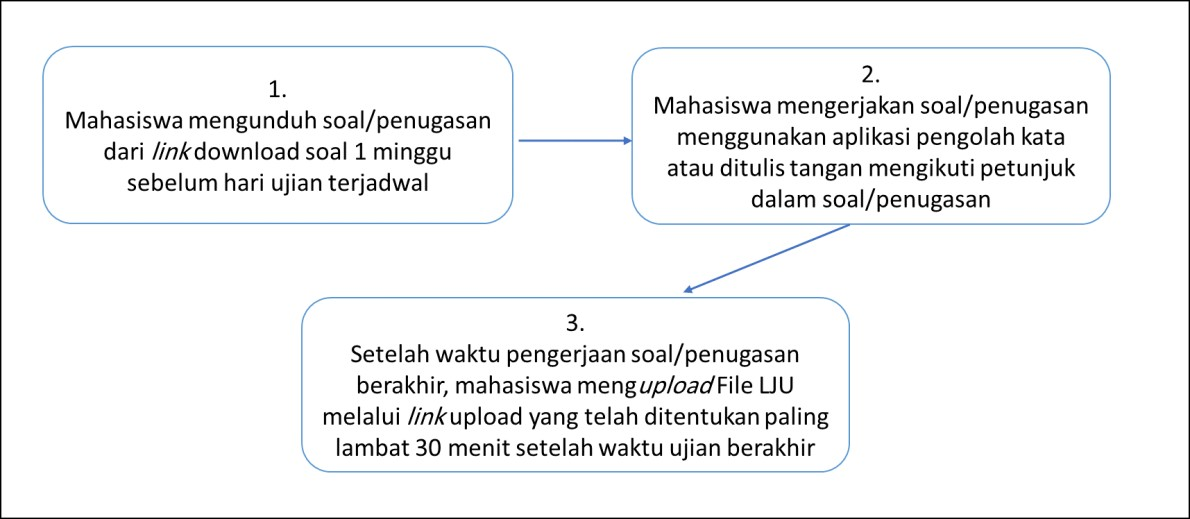 1.
Mahasiswa mengunduh soal/penugasan
dari link download soal 1 minggu
sebelum hari ujian terjadwal
2.
Mahasiswa mengerjakan soal/penugasan
menggunakan aplikasi pengolah kata
atau ditulis tangan mengikuti petunjuk
dalam soal/penugasan
3.
Setelah waktu pengerjaan soal/penugasan
berakhir, mahasiswa mengupload File LJU
melalui link upload yang telah ditentukan paling
lambat 30 menit setelah waktu ujian berakhir